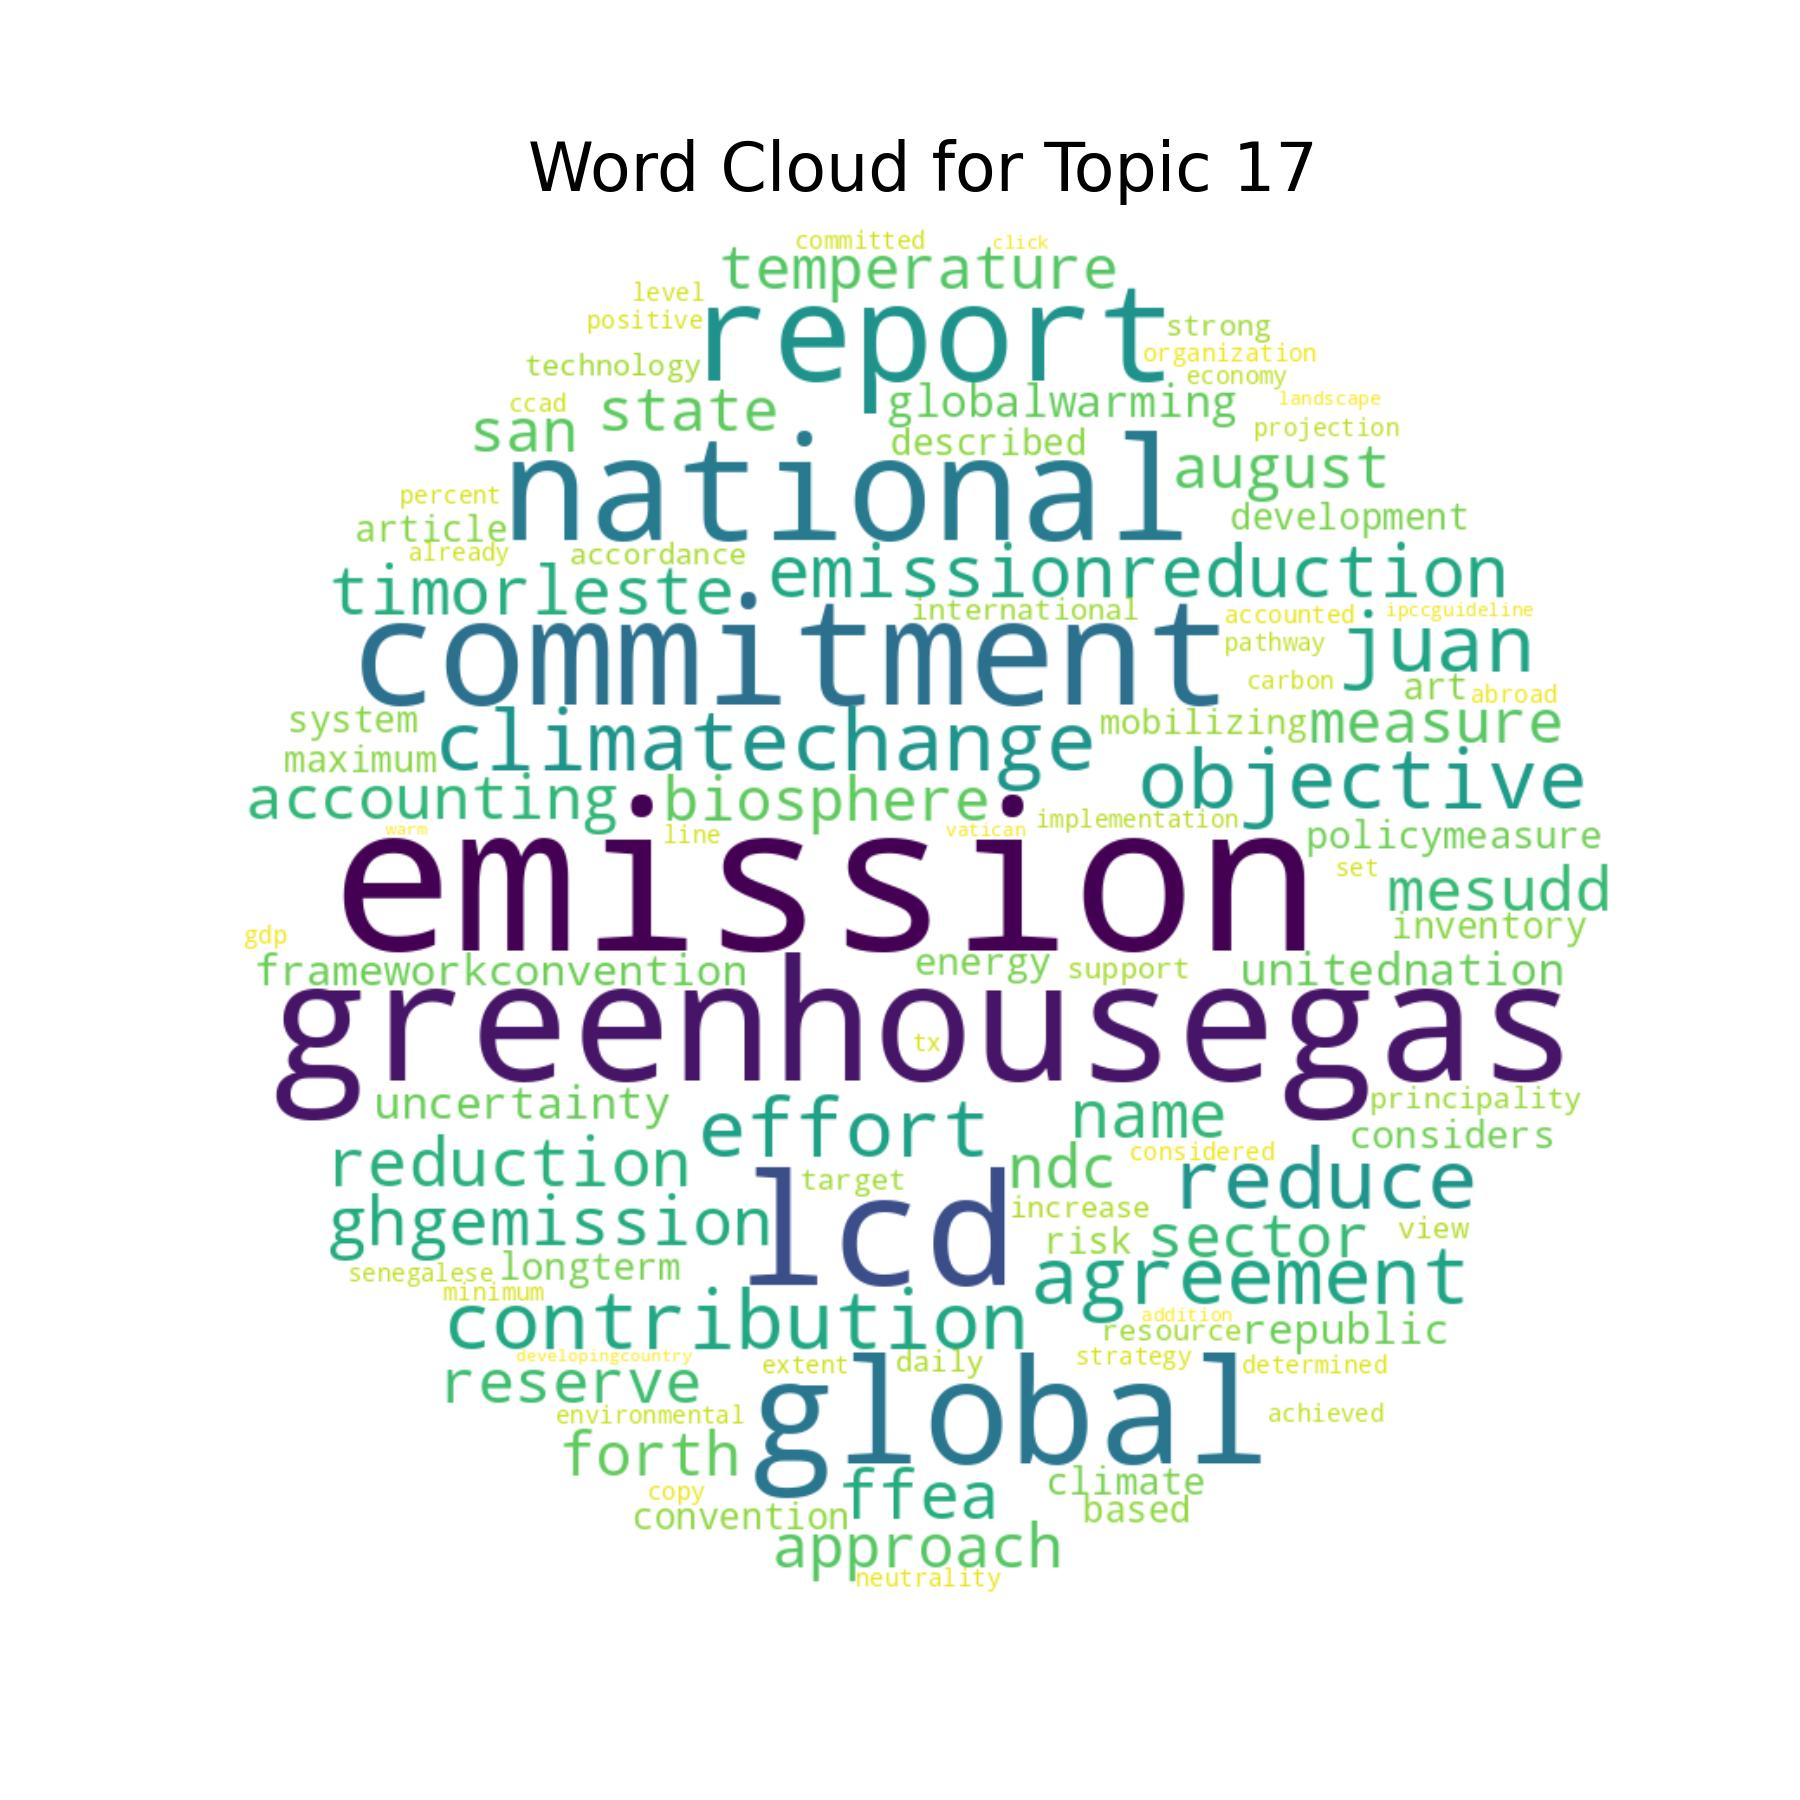 Word Cloud for Topic 17
committed click
temperature
level
report
positive strong
organization
technology economy
globalwarming landscape
ccad state
san described projection
national august
percent
article development
already accordance emissionreduction
timorleste international accounted ipccguideline
commitment pathway juan
carbon art abroad
system climatechange mobilizing measure
maximum objective
accounting biosphere implementation
warm line vatican policymeasure
emission set mesudd
inventory
gdp energy support
frameworkconvention unitednation
greenhousegas
tx
uncertainty principality
effort name considers
reduction ndc considered
lcd target reduce
ghgemission increase
risk sector view
longterm agreement
senegalese minimum
contribution addition
resource republic
developingcountry extent daily strategy determined
reserve global
environmental achieved
forth
ffea climate
copy convention based
approach
neutrality